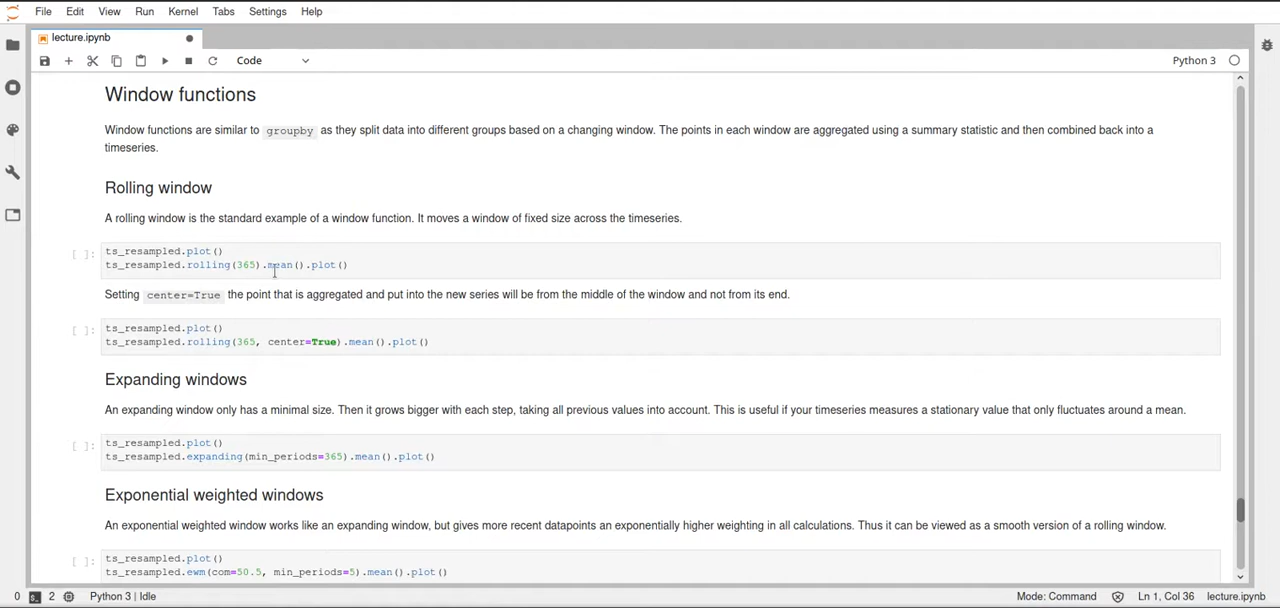 File Edit View Run Kernel Tabs Settings Help
lecture.ipynb
Code
Python 3
Window functions
Window functions are similar to groupby as they split data into different groups based on a changing window. The points in each window are aggregated using a summary statistic and then combined back into a
timeseries.
Rolling window
A rolling window is the standard example of a window function. It moves a window of fixed size across the timeseries.
[ ]: ts_resampled.plot()
ts_resampled.rolling(365).mean().plot()
Setting center=True the point that is aggregated and put into the new series will be from the middle of the window and not from its end.
[ ]: ts_resampled.plot()
ts_resampled.rolling(365, center=True).mean().plot()
Expanding windows
An expanding window only has a minimal size. Then it grows bigger with each step, taking all previous values into account. This is useful if your timeseries measures a stationary value that only fluctuates around a mean.
[ ]: ts_resampled.plot()
ts_resampled.expanding(min_periods=365).mean().plot()
Exponential weighted windows
An exponential weighted window works like an expanding window, but gives more recent datapoints an exponentially higher weighting in all calculations. Thus it can be viewed as a smooth version of a rolling window.
[ ]: ts_resampled.plot()
ts_resampled.ewm(com=50.5, min_periods=5).mean().plot()
0 2 Python 3 | Idle Mode: Command Ln 1, Col 36 lecture.ipynb